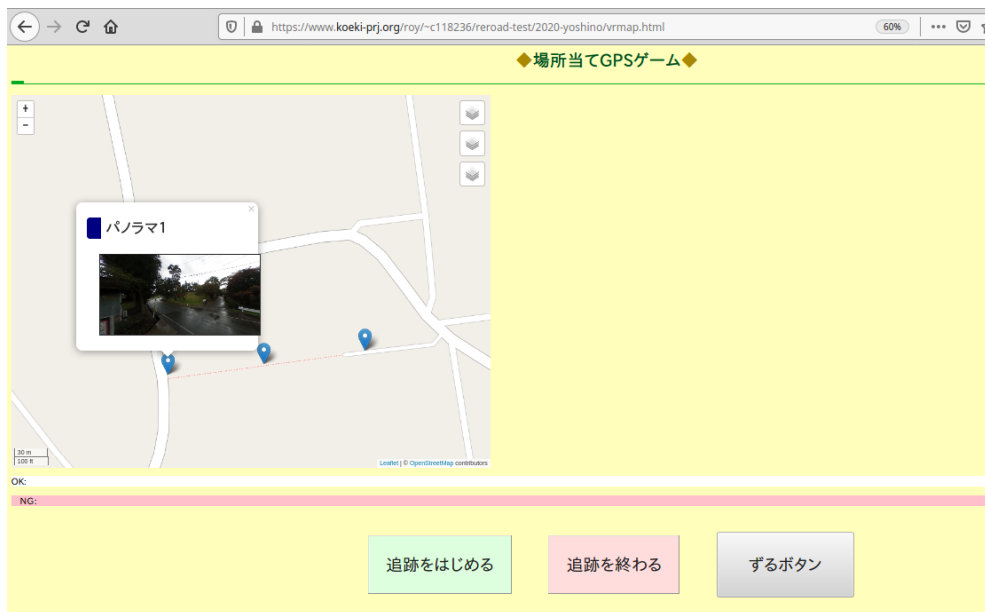 https://www.koeki-prj.org/roy/~c118236/reroad-test/2020-yoshino/vrmap.html
60%
◆場所当てGPSゲーム◆
+
−
×
パノラマ1
30 m
100 ft
Leaflet | © OpenStreetMap contributors
OK:
NG:
追跡をはじめる
追跡を終わる
ずるボタン